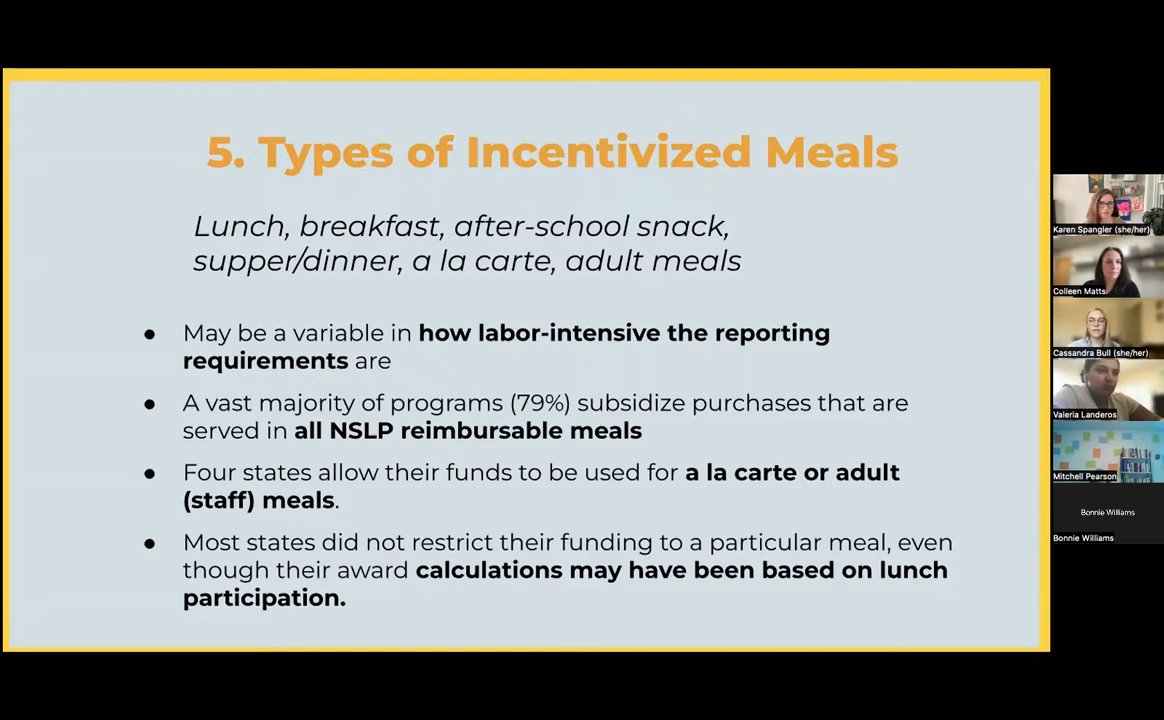 5. Types of Incentivized Meals
Lunch, breakfast, after-school snack,
supper/dinner, a la carte, adult meals
● May be a variable in how labor-intensive the reporting
requirements are
● A vast majority of programs (79%) subsidize purchases that are
served in all NSLP reimbursable meals
● Four states allow their funds to be used for a la carte or adult
(staff) meals.
● Most states did not restrict their funding to a particular meal, even
though their award calculations may have been based on lunch
participation.
Karen Spangler (she/her)
Colleen Matts
Cassandra Bull (she/her)
Valeria Landeros
Mitchell Pearson
Bonnie Williams
Bonnie Williams